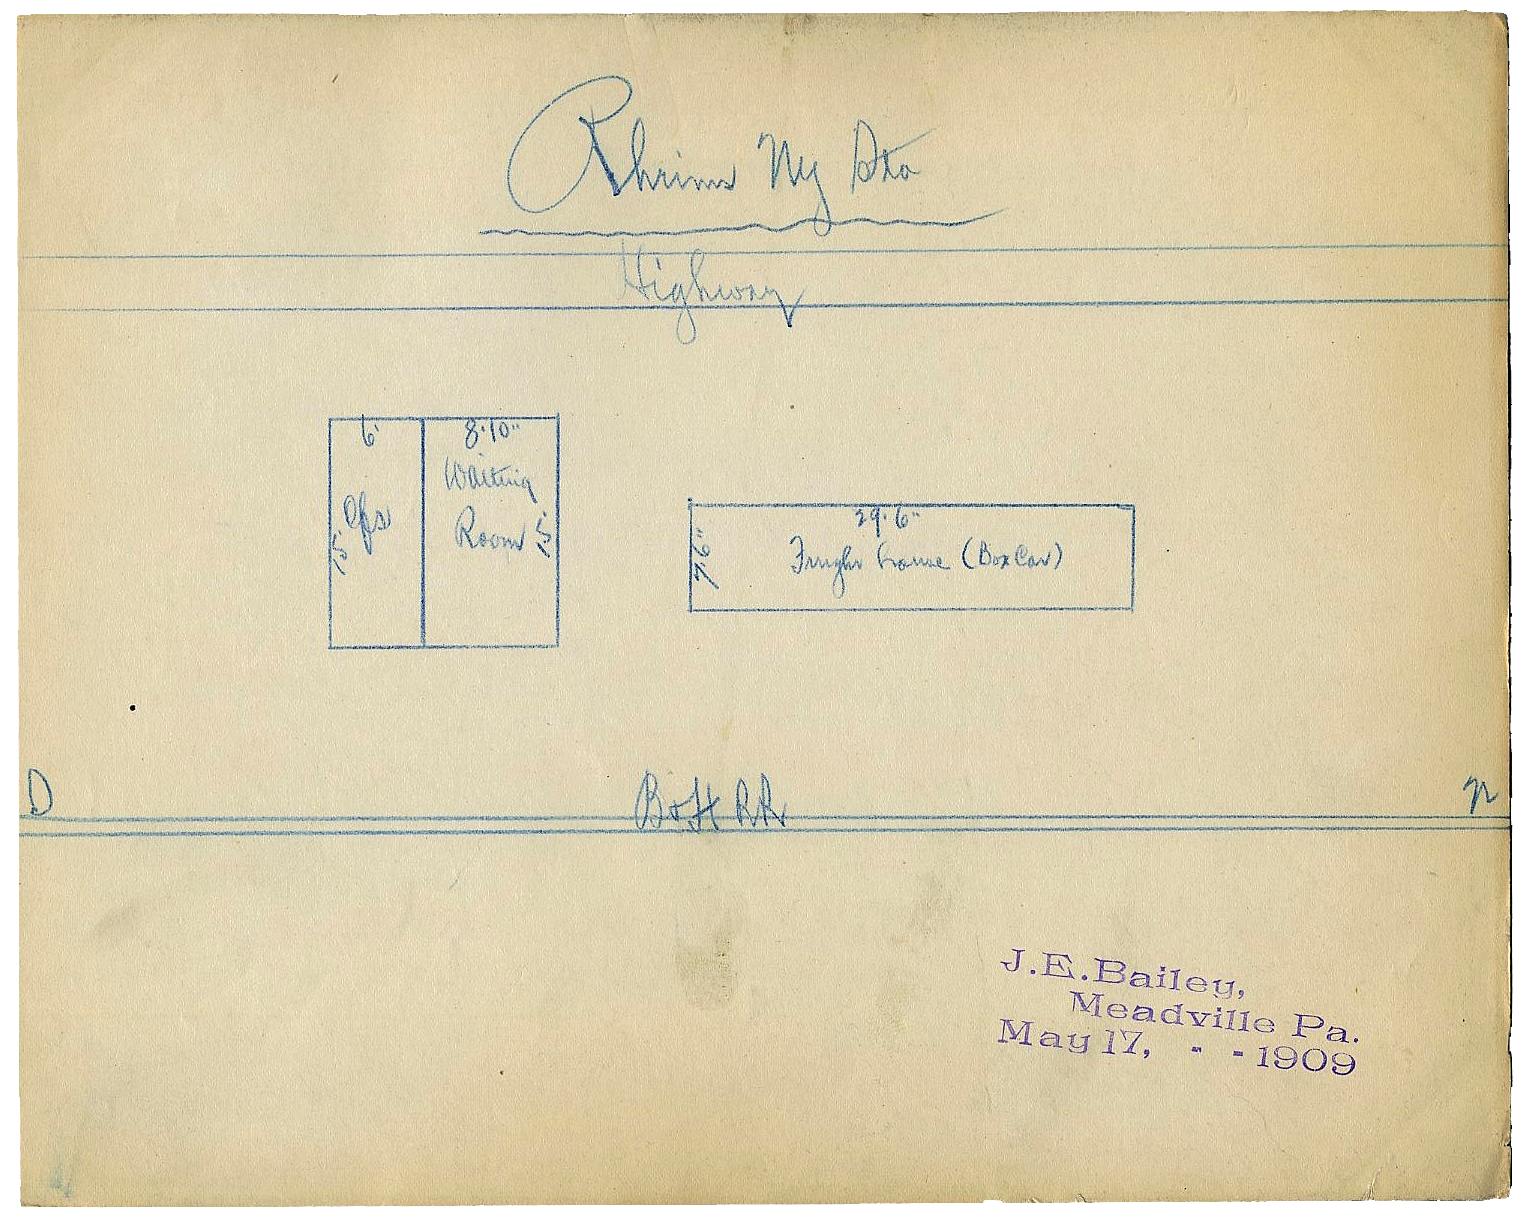 Rhrims Ny Sta
Highway
6'
8'10"
Ofs
Waiting
Room
15'
15'
29'6"
7'6"
Freight house (Box Car)
D
B&H RR
N
J.E.Bailey,
Meadville Pa.
May 17, - - 1909